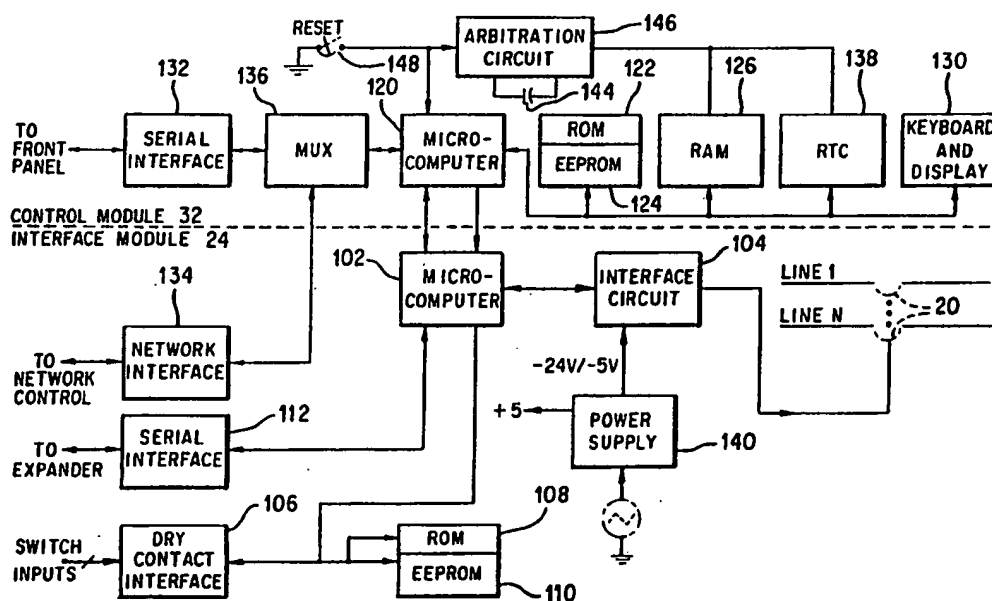 RESET
148
ARBITRATION
CIRCUIT
146
144
132
136
120
122
126
138
130
TO
FRONT
PANEL
SERIAL
INTERFACE
MUX
MICRO-
COMPUTER
ROM
EEPROM
124
RAM
RTC
KEYBOARD
AND
DISPLAY
CONTROL MODULE 32
INTERFACE MODULE 24
102
MICRO-
COMPUTER
104
INTERFACE
CIRCUIT
LINE 1
LINE N
20
134
TO
NETWORK
CONTROL
NETWORK
INTERFACE
-24V/-5V
+5
POWER
SUPPLY
140
112
TO
EXPANDER
SERIAL
INTERFACE
106
SWITCH
INPUTS
DRY
CONTACT
INTERFACE
108
ROM
EEPROM
110